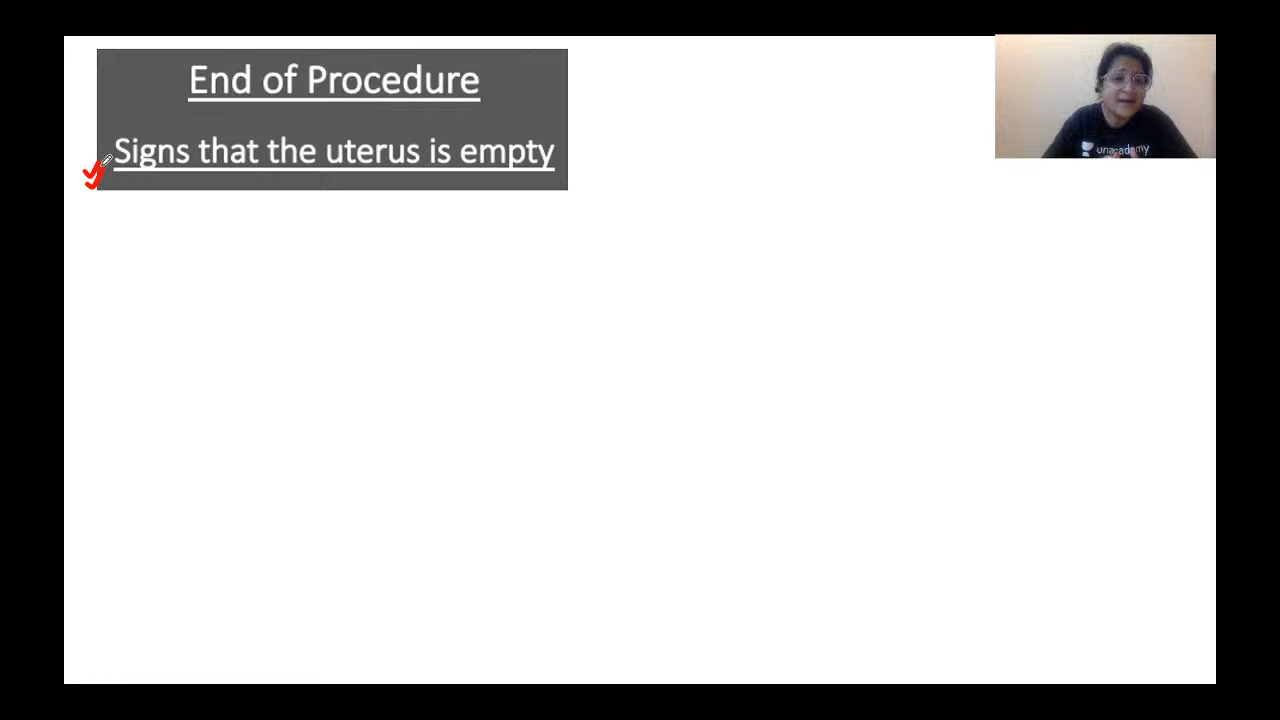 End of Procedure
Signs that the uterus is empty
unacademy